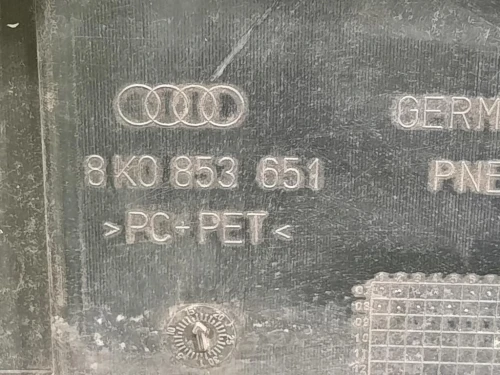 GERM
8K0 853 651
PNE
>PC+PET<